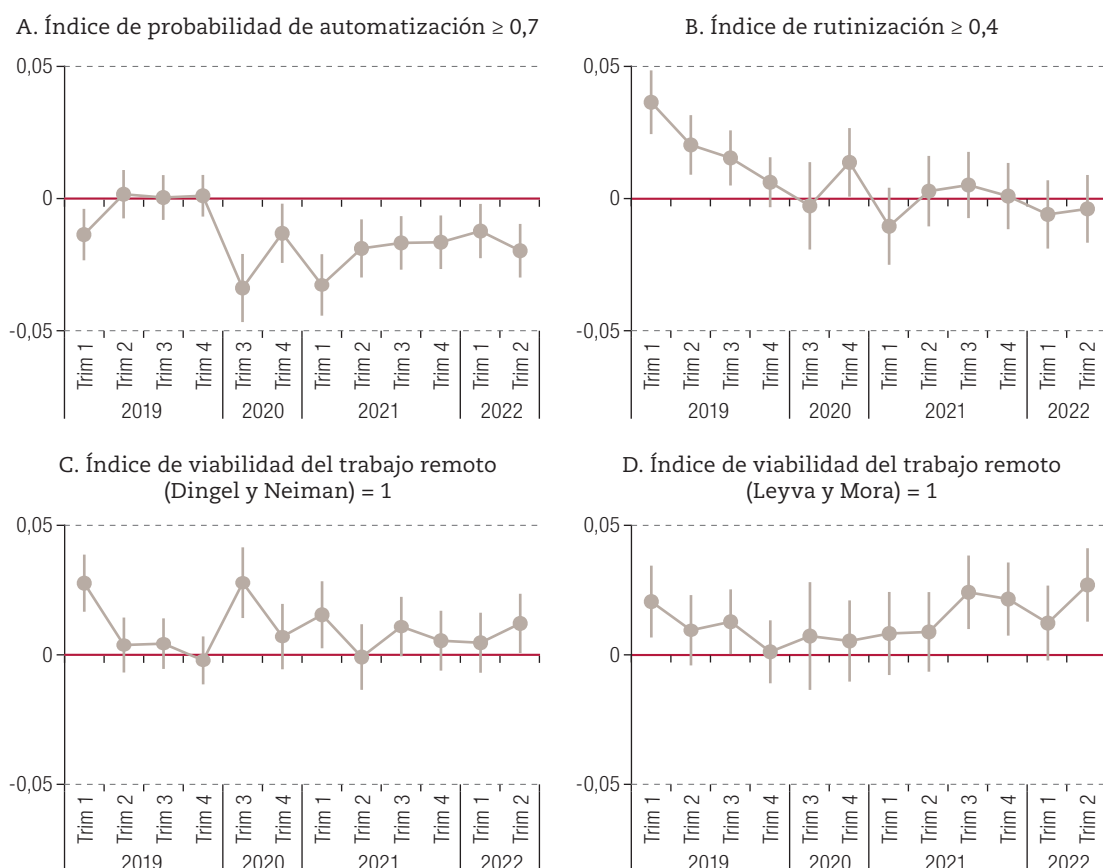 A. Índice de probabilidad de automatización ≥ 0,7
0,05
0
-0,05
Trim 1
Trim 2
Trim 3
Trim 4
Trim 3
Trim 4
Trim 1
Trim 2
Trim 3
Trim 4
Trim 1
Trim 2
2019
2020
2021
2022
B. Índice de rutinización ≥ 0,4
0,05
0
-0,05
Trim 1
Trim 2
Trim 3
Trim 4
Trim 3
Trim 4
Trim 1
Trim 2
Trim 3
Trim 4
Trim 1
Trim 2
2019
2020
2021
2022
C. Índice de viabilidad del trabajo remoto
(Dingel y Neiman) = 1
0,05
0
-0,05
Trim 1
Trim 2
Trim 3
Trim 4
Trim 3
Trim 4
Trim 1
Trim 2
Trim 3
Trim 4
Trim 1
Trim 2
2019
2020
2021
2022
D. Índice de viabilidad del trabajo remoto
(Leyva y Mora) = 1
0,05
0
-0,05
Trim 1
Trim 2
Trim 3
Trim 4
Trim 3
Trim 4
Trim 1
Trim 2
Trim 3
Trim 4
Trim 1
Trim 2
2019
2020
2021
2022